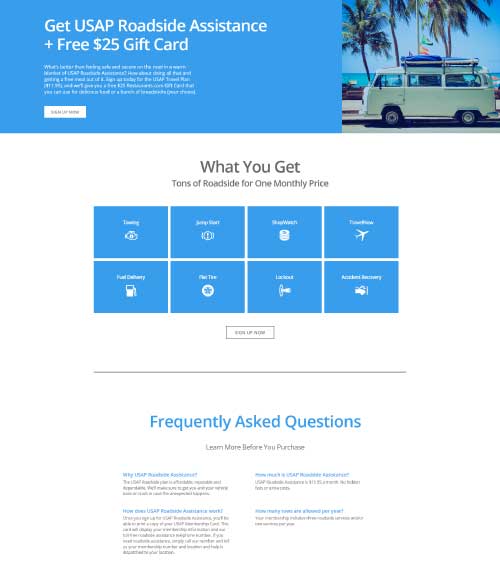 Get USAP Roadside Assistance
+ Free $25 Gift Card
What's better than feeling safe and secure on the road in a warm
blanket of USAP Roadside Assistance? How about doing all that and
getting a free meal out of it. Sign up today for the USAP Travel Plan
($11.95), and we'll give you a free $25 Restaurants.com Gift Card that
you can use for delicious food or a bunch of breadsticks (your choice).
SIGN UP NOW
What You Get
Tons of Roadside for One Monthly Price
Towing
Jump Start
ShopWatch
TravelNow
Fuel Delivery
Flat Tire
Lockout
Accident Recovery
SIGN UP NOW
Frequently Asked Questions
Learn More Before You Purchase
Why USAP Roadside Assistance?
The USAP Roadside plan is affordable, reputable and
dependable. We'll make sure to get you and your vehicle
safe on track in case the unexpected happens.
How much is USAP Roadside Assistance?
USAP Roadside Assistance is $11.95 a month. No hidden
fees or extra costs.
How does USAP Roadside Assistance work?
Once you sign up for USAP Roadside Assistance, you'll be
able to print a copy of your USAP Membership Card. This
card will display your membership information and our
toll-free roadside assistance telephone number. If you
need roadside assistance, simply call our number and tell
us your membership number and location and help is
dispatched to your location.
How many tows are allowed per year?
Your membership includes three roadside services and/or
tow services per year.